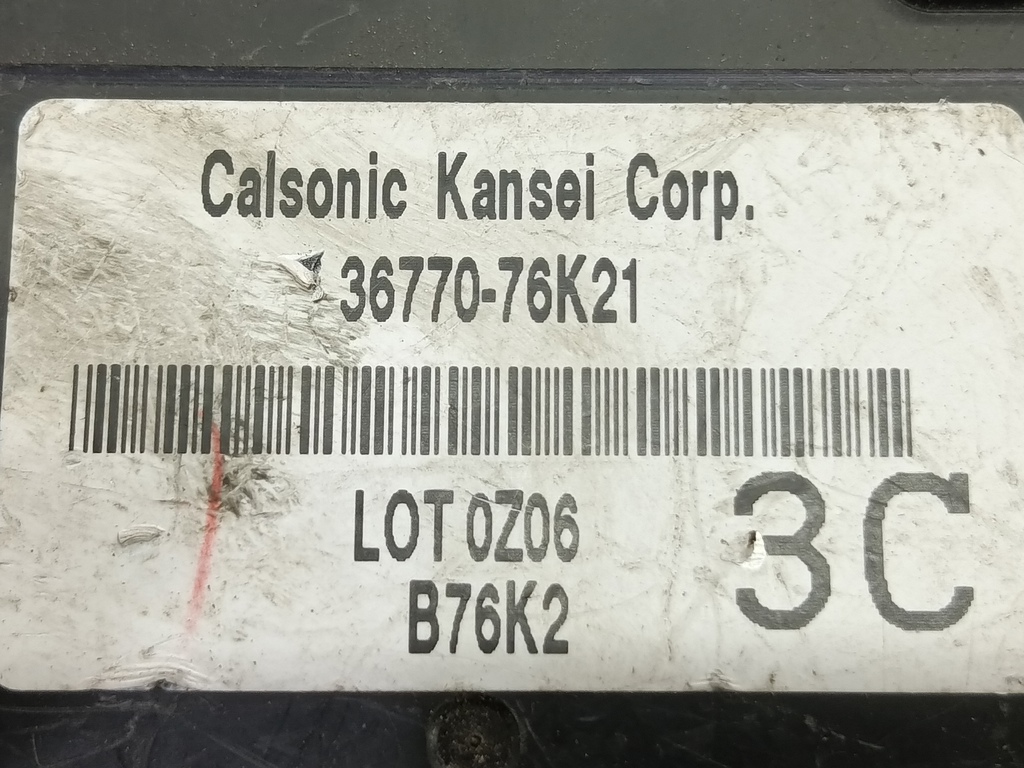 Calsonic Kansei Corp.
36770-76K21
LOT 0Z06
B76K2
3C